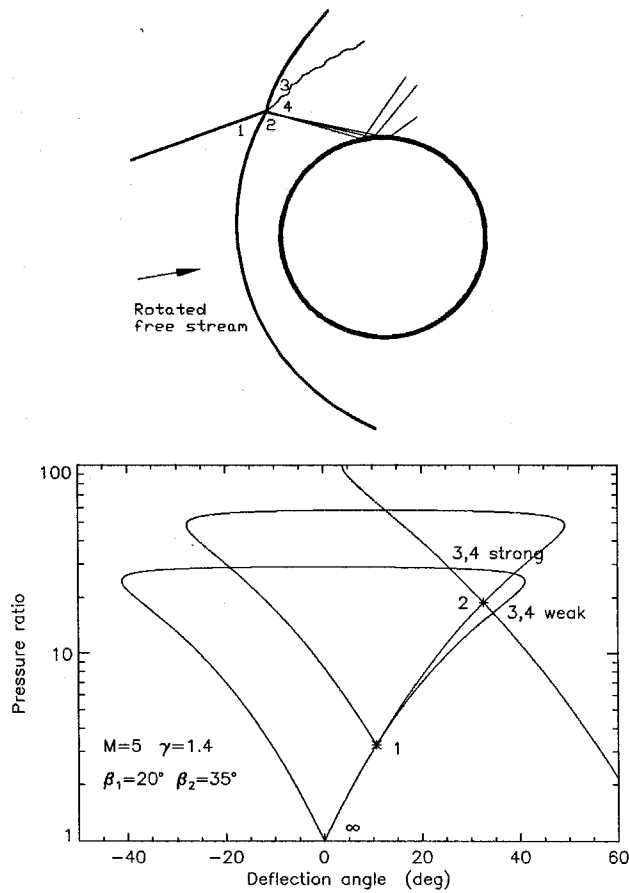 3
4
1
2
Rotated
free stream
100
3,4 strong
2
3,4 weak
10
Pressure ratio
1
M=5 γ=1.4
β₁=20° β₂=35°
∞
1
−40 −20 0 20 40 60
Deflection angle (deg)